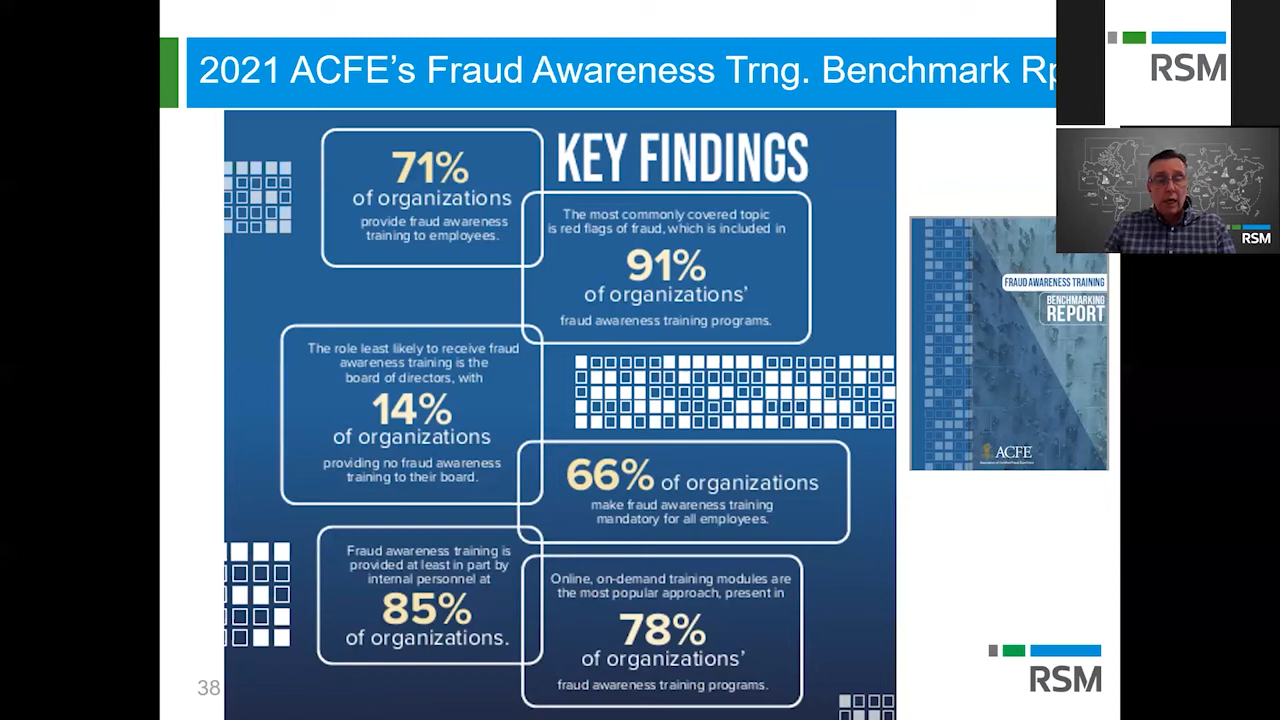 2021 ACFE's Fraud Awareness Trng. Benchmark
RSM
RSM
KEY FINDINGS
71%
of organizations
provide fraud awareness
training to employees.
The most commonly covered topic
is red flags of fraud, which is included in
91%
of organizations'
fraud awareness training programs.
The role least likely to receive fraud
awareness training is the
board of directors, with
14%
of organizations
providing no fraud awareness
training to their board.
66% of organizations
make fraud awareness training
mandatory for all employees.
Fraud awareness training is
provided at least in part by
internal personnel at
85%
of organizations.
Online, on-demand training modules are
the most popular approach, present in
78%
of organizations'
fraud awareness training programs.
FRAUD AWARENESS TRAINING
BENCHMARKING
REPORT
ACFE
38
RSM